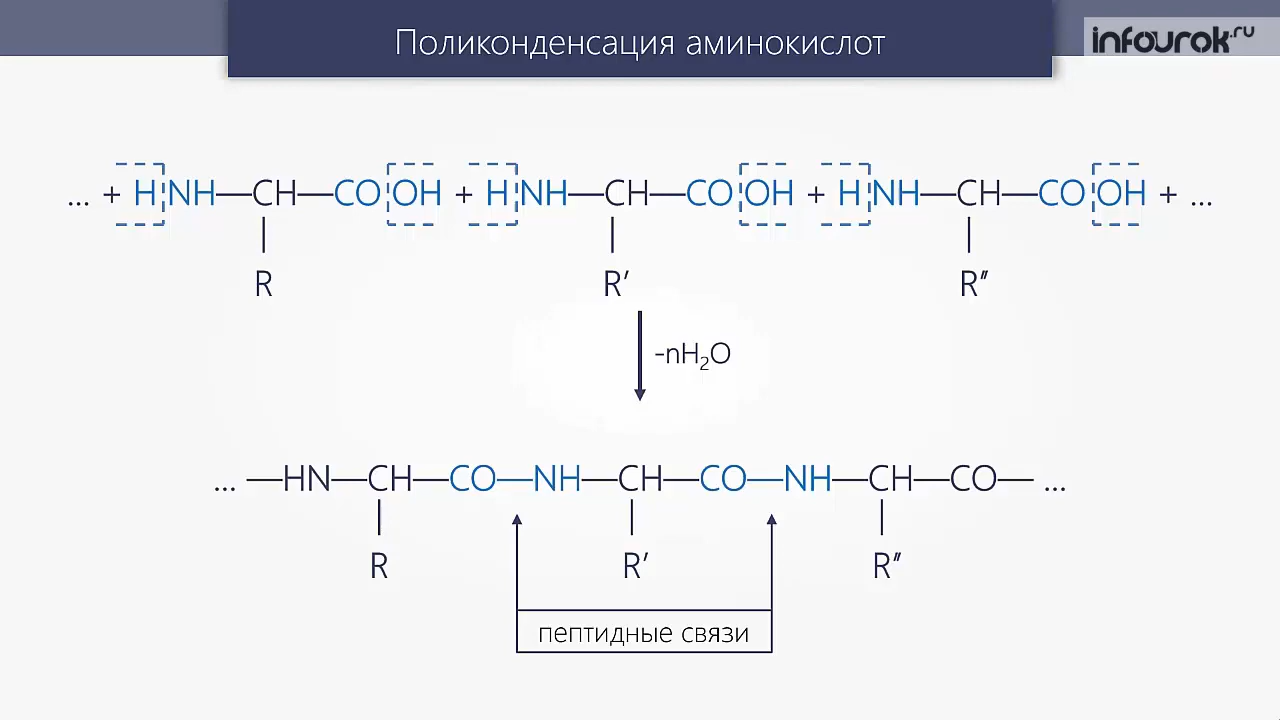 Поликонденсация аминокислот
infourok.ru
... + H NH—CH—CO OH + H NH—CH—CO OH + H NH—CH—CO OH + ...
R R′ R″
-nH₂O
... —HN—CH—CO—NH—CH—CO—NH—CH—CO— ...
R R′ R″
пептидные связи